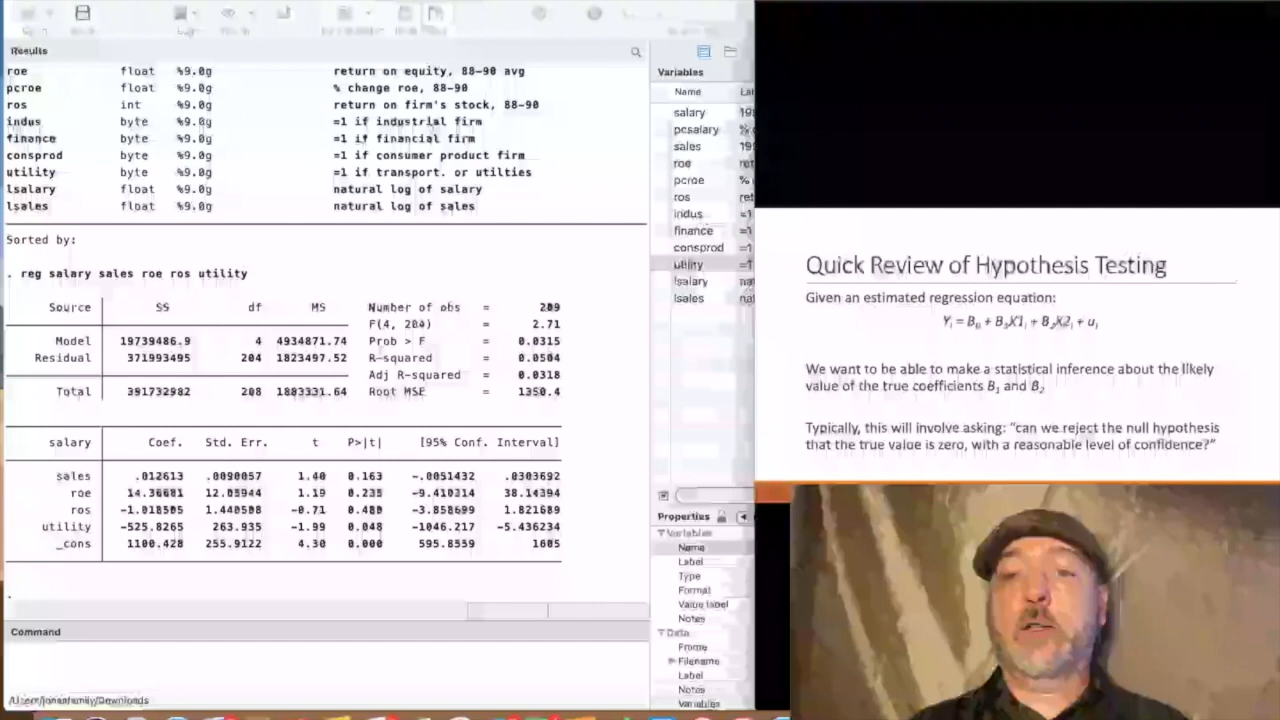 Results
roe float %9.0g return on equity, 88-90 avg
pcroe float %9.0g % change roe, 88-90
ros int %9.0g return on firm's stock, 88-90
indus byte %9.0g =1 if industrial firm
finance byte %9.0g =1 if financial firm
consprod byte %9.0g =1 if consumer product firm
utility byte %9.0g =1 if transport. or utilties
lsalary float %9.0g natural log of salary
lsales float %9.0g natural log of sales
Sorted by:
. reg salary sales roe ros utility
Source SS df MS Number of obs = 209
F(4, 204) = 2.71
Model 19739486.9 4 4934871.74 Prob > F = 0.0315
Residual 371993495 204 1823497.52 R-squared = 0.0504
Adj R-squared = 0.0318
Total 391732982 208 1883331.64 Root MSE = 1350.4
salary Coef. Std. Err. t P>|t| [95% Conf. Interval]
sales .012613 .0090057 1.40 0.163 -.0051432 .0303692
roe 14.36681 12.05944 1.19 0.235 -9.410314 38.14394
ros -1.018505 1.440508 -0.71 0.480 -3.858699 1.821689
utility -525.8265 263.935 -1.99 0.048 -1046.217 -5.436234
_cons 1100.428 255.9122 4.30 0.000 595.8559 1605
.
Command
/Users/jonesfamily/Downloads
Variables
Name
salary
pcsalary %
sales
roe
pcroe %
ros
indus =1
finance =1
consprod =1
utility =1
lsalary
lsales
Properties
Variables
Name
Label
Type
Format
Value label
Notes
Data
Frame
Filename
Label
Notes
Variables
Quick Review of Hypothesis Testing
Given an estimated regression equation:
We want to be able to make a statistical inference about the likely
value of the true coefficients B1 and B2
Typically, this will involve asking: “can we reject the null hypothesis
that the true value is zero, with a reasonable level of confidence?”